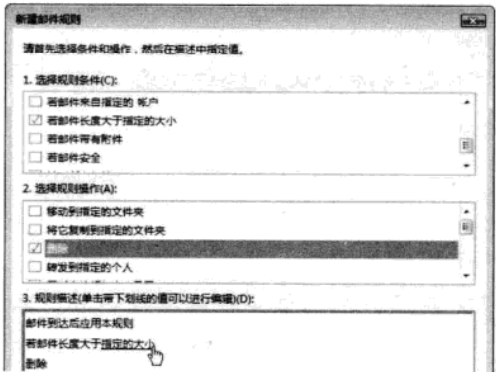 新建邮件规则
请首先选择条件和操作，然后在描述中指定值。
1. 选择规则条件(C):
若邮件来自指定的 帐户
若邮件长度大于指定的大小
若邮件带有附件
若邮件安全
2. 选择规则操作(A):
移动到指定的文件夹
将它复制到指定的文件夹
删除
转发到指定的个人
3. 规则描述(单击带下划线的值可以进行编辑)(D):
邮件到达后应用本规则
若邮件长度大于指定的大小
删除